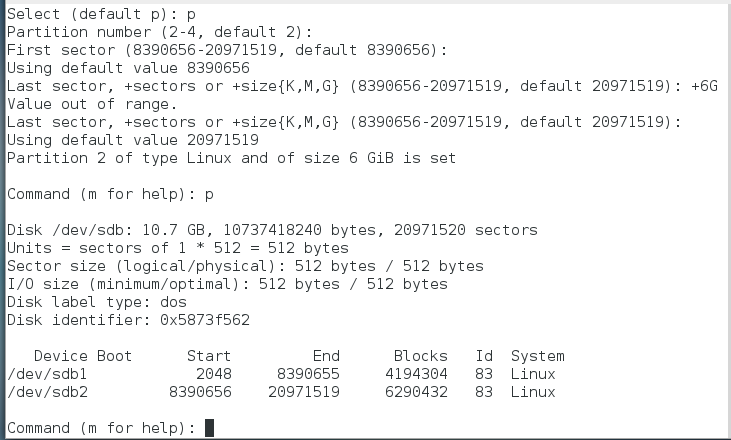 Select (default p): p
Partition number (2-4, default 2):
First sector (8390656-20971519, default 8390656):
Using default value 8390656
Last sector, +sectors or +size{K,M,G} (8390656-20971519, default 20971519): +6G
Value out of range.
Last sector, +sectors or +size{K,M,G} (8390656-20971519, default 20971519):
Using default value 20971519
Partition 2 of type Linux and of size 6 GiB is set
Command (m for help): p
Disk /dev/sdb: 10.7 GB, 10737418240 bytes, 20971520 sectors
Units = sectors of 1 * 512 = 512 bytes
Sector size (logical/physical): 512 bytes / 512 bytes
I/O size (minimum/optimal): 512 bytes / 512 bytes
Disk label type: dos
Disk identifier: 0x5873f562
Device Boot Start End Blocks Id System
/dev/sdb1 2048 8390655 4194304 83 Linux
/dev/sdb2 8390656 20971519 6290432 83 Linux
Command (m for help):